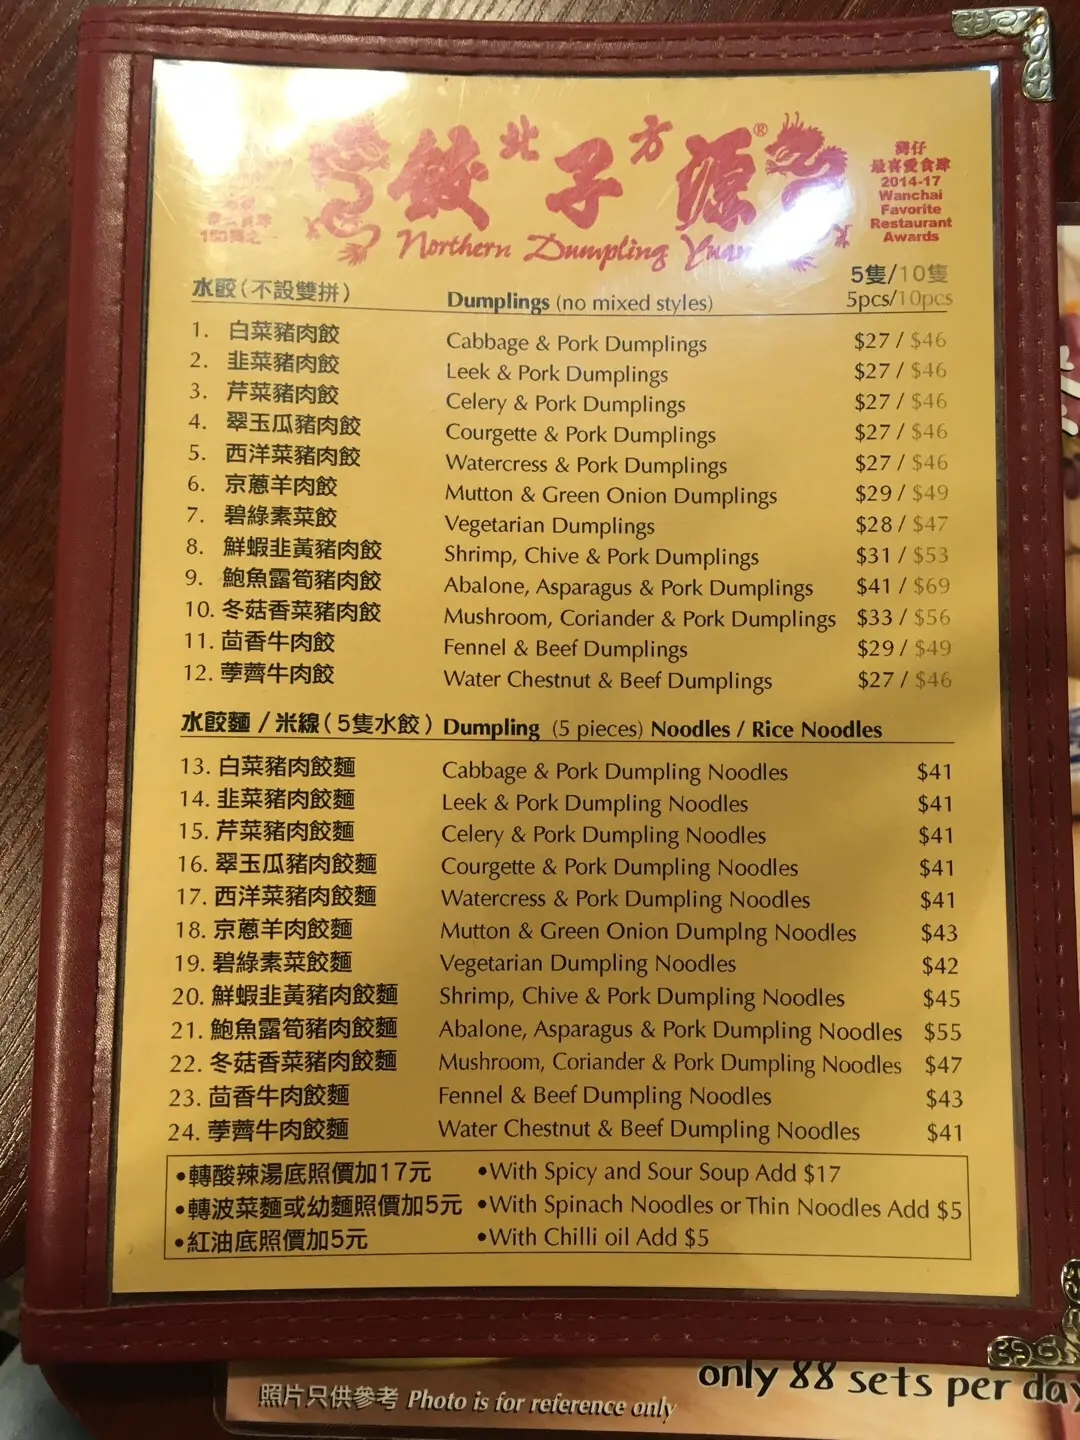 北方
餃子源®
Northern Dumpling Yuan
灣仔
最喜愛食肆
2014-17
Wanchai
Favorite
Restaurant
Awards
水餃(不設雙拼) Dumplings (no mixed styles) 5隻/10隻
5pcs/10pcs
1. 白菜豬肉餃 Cabbage & Pork Dumplings $27 / $46
2. 韭菜豬肉餃 Leek & Pork Dumplings $27 / $46
3. 芹菜豬肉餃 Celery & Pork Dumplings $27 / $46
4. 翠玉瓜豬肉餃 Courgette & Pork Dumplings $27 / $46
5. 西洋菜豬肉餃 Watercress & Pork Dumplings $27 / $46
6. 京蔥羊肉餃 Mutton & Green Onion Dumplings $29 / $49
7. 碧綠素菜餃 Vegetarian Dumplings $28 / $47
8. 鮮蝦韭黃豬肉餃 Shrimp, Chive & Pork Dumplings $31 / $53
9. 鮑魚露筍豬肉餃 Abalone, Asparagus & Pork Dumplings $41 / $69
10. 冬菇香菜豬肉餃 Mushroom, Coriander & Pork Dumplings $33 / $56
11. 茴香牛肉餃 Fennel & Beef Dumplings $29 / $49
12. 荸薺牛肉餃 Water Chestnut & Beef Dumplings $27 / $46
水餃麵 / 米線(5隻水餃) Dumpling (5 pieces) Noodles / Rice Noodles
13. 白菜豬肉餃麵 Cabbage & Pork Dumpling Noodles $41
14. 韭菜豬肉餃麵 Leek & Pork Dumpling Noodles $41
15. 芹菜豬肉餃麵 Celery & Pork Dumpling Noodles $41
16. 翠玉瓜豬肉餃麵 Courgette & Pork Dumpling Noodles $41
17. 西洋菜豬肉餃麵 Watercress & Pork Dumpling Noodles $41
18. 京蔥羊肉餃麵 Mutton & Green Onion Dumplng Noodles $43
19. 碧綠素菜餃麵 Vegetarian Dumpling Noodles $42
20. 鮮蝦韭黃豬肉餃麵 Shrimp, Chive & Pork Dumpling Noodles $45
21. 鮑魚露筍豬肉餃麵 Abalone, Asparagus & Pork Dumpling Noodles $55
22. 冬菇香菜豬肉餃麵 Mushroom, Coriander & Pork Dumpling Noodles $47
23. 茴香牛肉餃麵 Fennel & Beef Dumpling Noodles $43
24. 荸薺牛肉餃麵 Water Chestnut & Beef Dumpling Noodles $41
•轉酸辣湯底照價加17元 •With Spicy and Sour Soup Add $17
•轉波菜麵或幼麵照價加5元 •With Spinach Noodles or Thin Noodles Add $5
•紅油底照價加5元 •With Chilli oil Add $5
only 88 sets per day
照片只供參考 Photo is for reference only